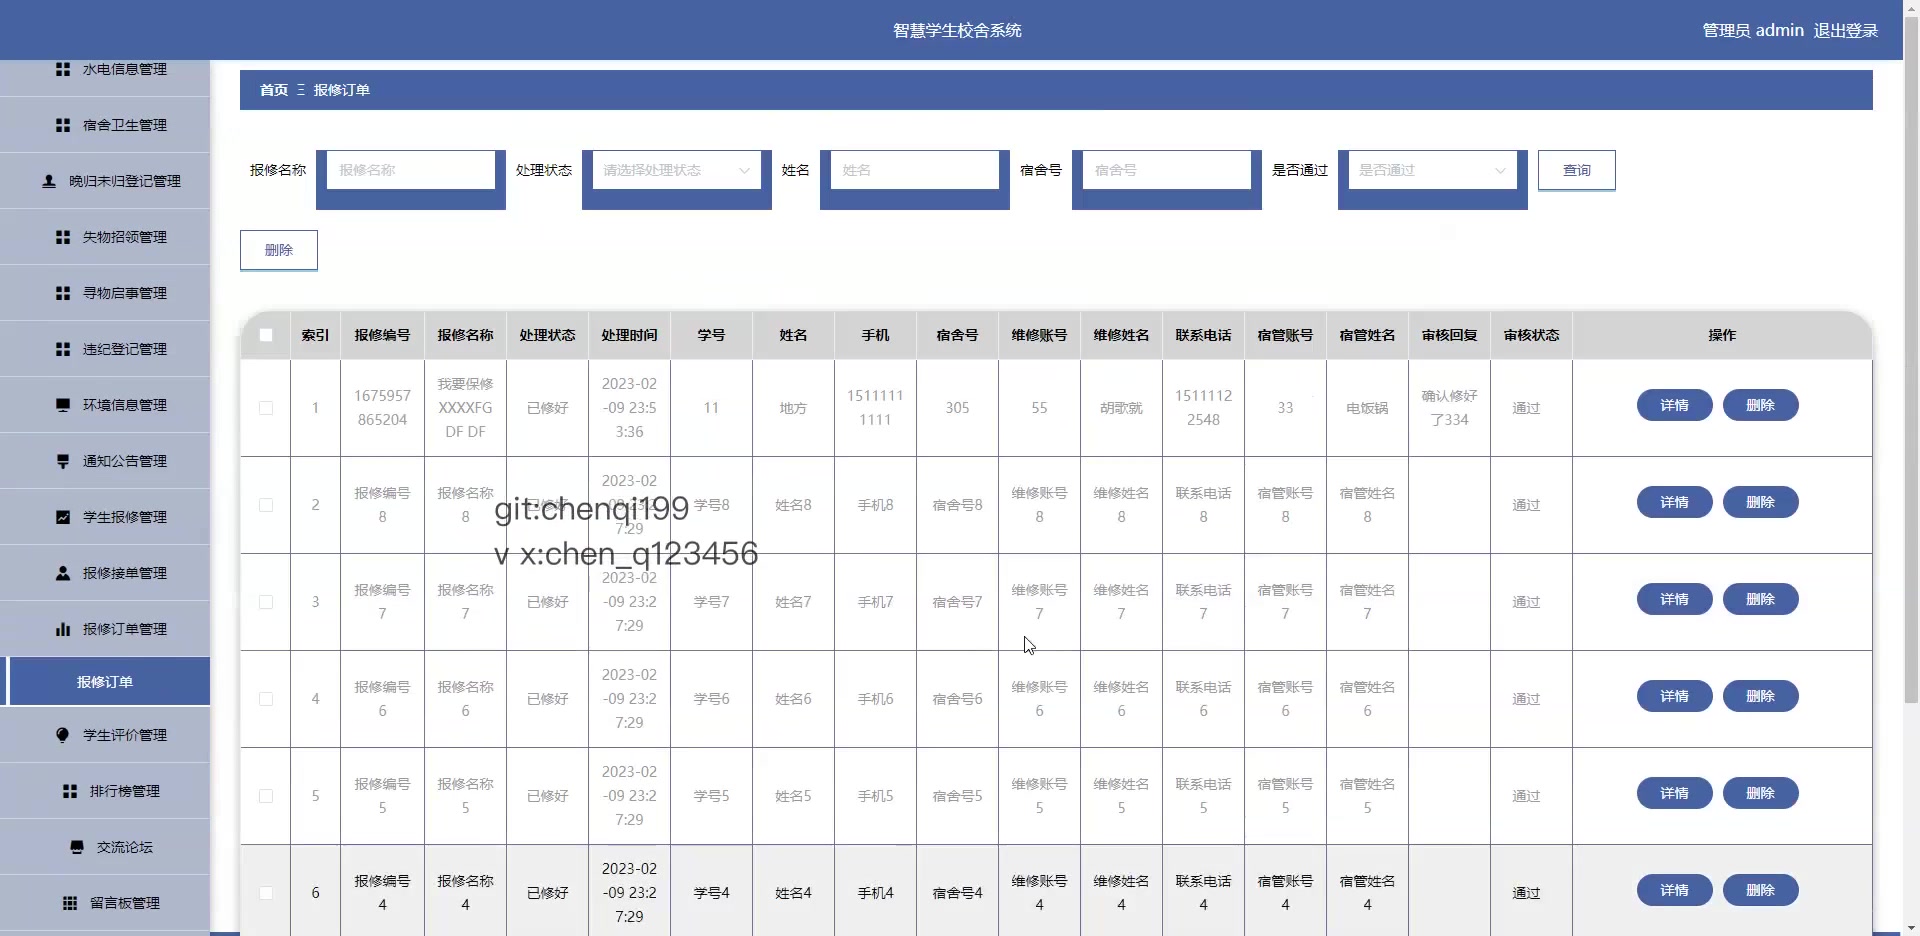 智慧学生校舍系统
管理员 admin 退出登录
水电信息管理
宿舍卫生管理
晚归未归登记管理
失物招领管理
寻物启事管理
违纪登记管理
环境信息管理
通知公告管理
学生报修管理
报修接单管理
报修订单管理
报修订单
学生评价管理
排行榜管理
交流论坛
留言板管理
首页 Ξ 报修订单
报修名称 报修名称 处理状态 请选择处理状态 姓名 姓名 宿舍号 宿舍号 是否通过 是否通过 查询
删除
索引 报修编号 报修名称 处理状态 处理时间 学号 姓名 手机 宿舍号 维修账号 维修姓名 联系电话 宿管账号 宿管姓名 审核回复 审核状态 操作
1 1675957865204 我要保修XXXXFGDF DF 已修好 2023-02-09 23:53:36 11 地方 15111111111 305 55 胡歌就 15111122548 33 电饭锅 确认修好了334 通过 详情 删除
2 报修编号8 报修名称8 已修好 2023-02-09 23:27:29 学号8 姓名8 手机8 宿舍号8 维修账号8 维修姓名8 联系电话8 宿管账号8 宿管姓名8 通过 详情 删除
git:chenqi199
v x:chen_q123456
3 报修编号7 报修名称7 已修好 2023-02-09 23:27:29 学号7 姓名7 手机7 宿舍号7 维修账号7 维修姓名7 联系电话7 宿管账号7 宿管姓名7 通过 详情 删除
4 报修编号6 报修名称6 已修好 2023-02-09 23:27:29 学号6 姓名6 手机6 宿舍号6 维修账号6 维修姓名6 联系电话6 宿管账号6 宿管姓名6 通过 详情 删除
5 报修编号5 报修名称5 已修好 2023-02-09 23:27:29 学号5 姓名5 手机5 宿舍号5 维修账号5 维修姓名5 联系电话5 宿管账号5 宿管姓名5 通过 详情 删除
6 报修编号4 报修名称4 已修好 2023-02-09 23:27:29 学号4 姓名4 手机4 宿舍号4 维修账号4 维修姓名4 联系电话4 宿管账号4 宿管姓名4 通过 详情 删除